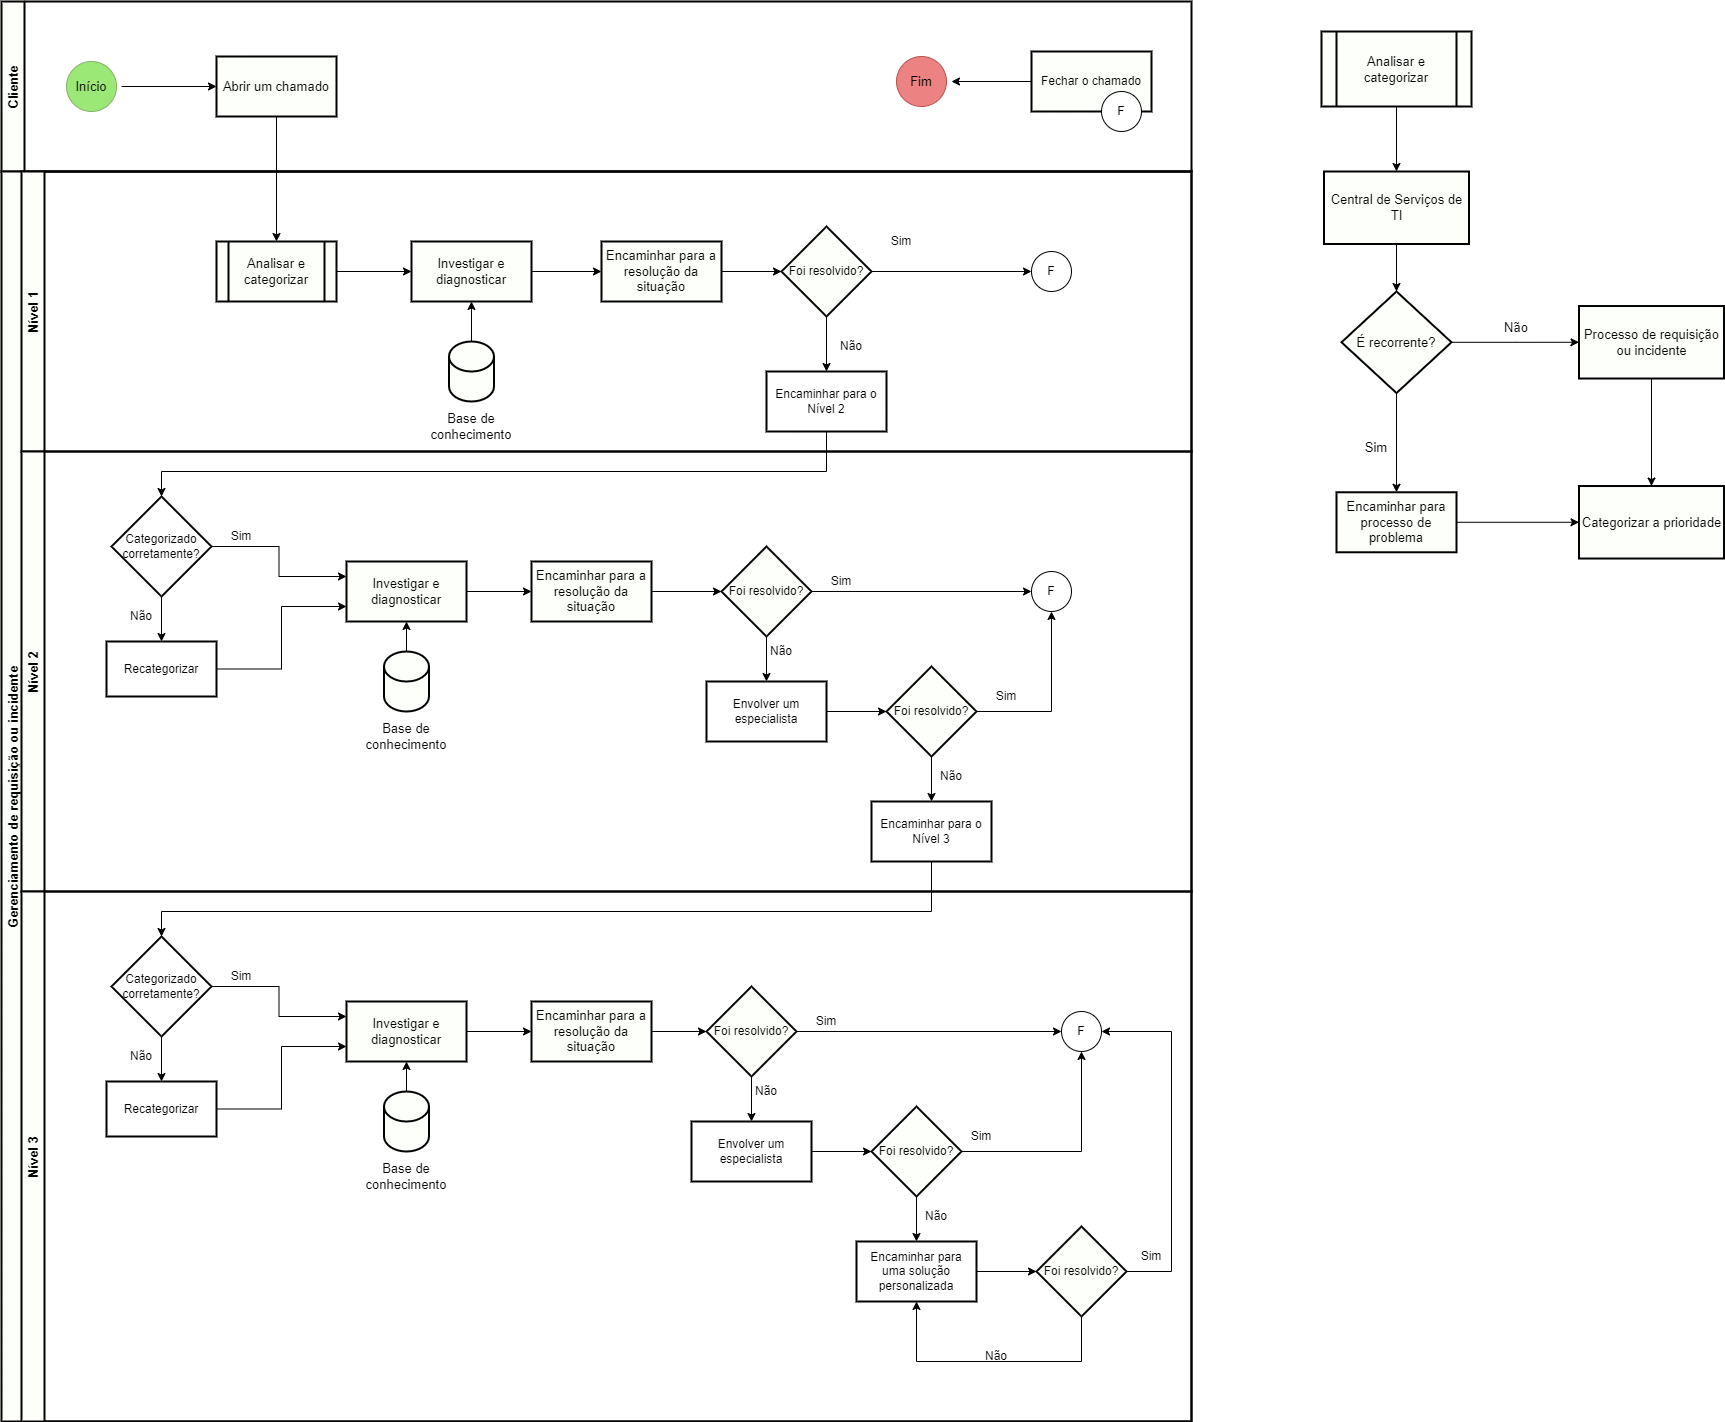 Cliente
Início
Abrir um chamado
Fim
Fechar o chamado
F
Gerenciamento de requisição ou incidente
Nível 1
Analisar e
categorizar
Investigar e
diagnosticar
Encaminhar para a
resolução da
situação
Foi resolvido?
Sim
F
Não
Base de
conhecimento
Encaminhar para o
Nível 2
Nível 2
Categorizado
corretamente?
Sim
Não
Recategorizar
Investigar e
diagnosticar
Base de
conhecimento
Encaminhar para a
resolução da
situação
Foi resolvido?
Sim
F
Não
Envolver um
especialista
Foi resolvido?
Sim
Não
Encaminhar para o
Nível 3
Nível 3
Categorizado
corretamente?
Sim
Não
Recategorizar
Investigar e
diagnosticar
Base de
conhecimento
Encaminhar para a
resolução da
situação
Foi resolvido?
Sim
F
Não
Envolver um
especialista
Foi resolvido?
Sim
Não
Encaminhar para
uma solução
personalizada
Foi resolvido?
Sim
Não
Analisar e
categorizar
Central de Serviços de
TI
É recorrente?
Não
Processo de requisição
ou incidente
Sim
Encaminhar para
processo de
problema
Categorizar a prioridade